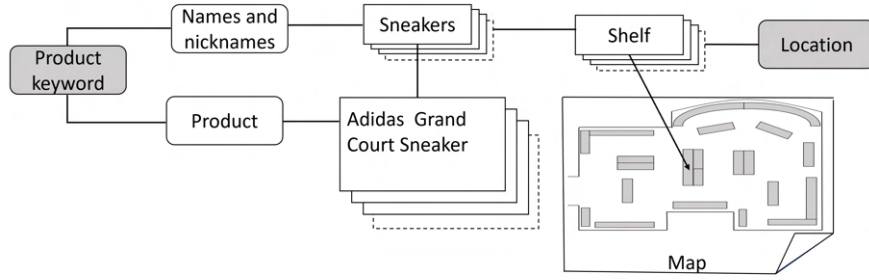 Names and
nicknames
Sneakers
Shelf
Location
Product
keyword
Product
Adidas Grand
Court Sneaker
Map